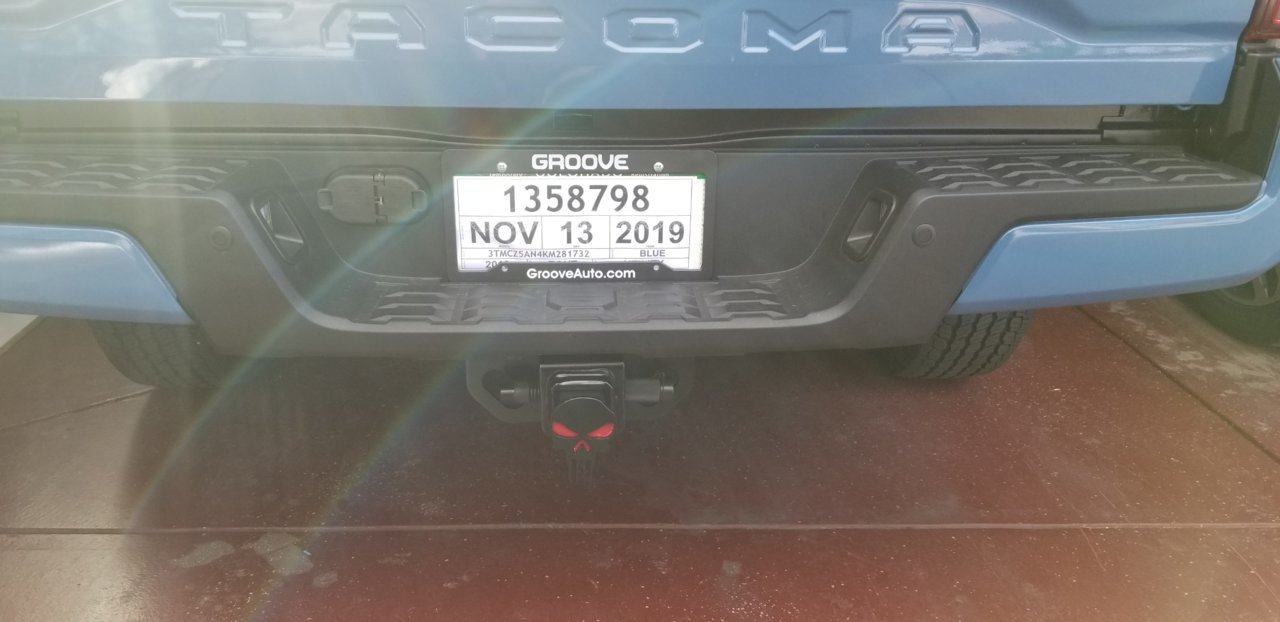 TACOMA
GROOVE
1358798
NOV 13 2019
3TMCZ5AN4KM281732 BLUE
GrooveAuto.com